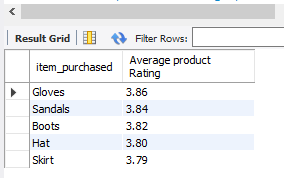 Result Grid Filter Rows:
item_purchased Average product
Rating
Gloves 3.86
Sandals 3.84
Boots 3.82
Hat 3.80
Skirt 3.79